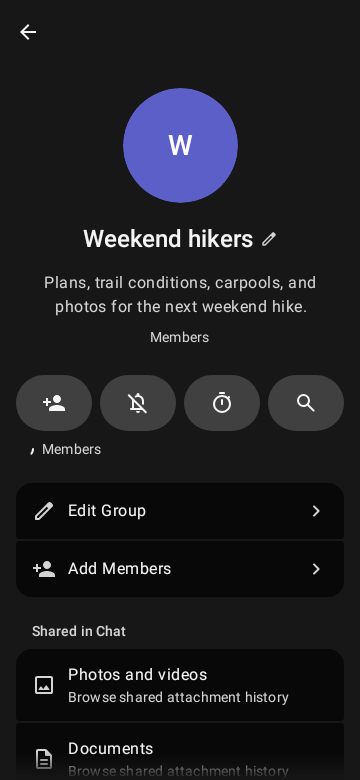 W
Weekend hikers
Plans, trail conditions, carpools, and
photos for the next weekend hike.
Members
Members
Edit Group
Add Members
Shared in Chat
Photos and videos
Browse shared attachment history
Documents
Browse shared attachment history